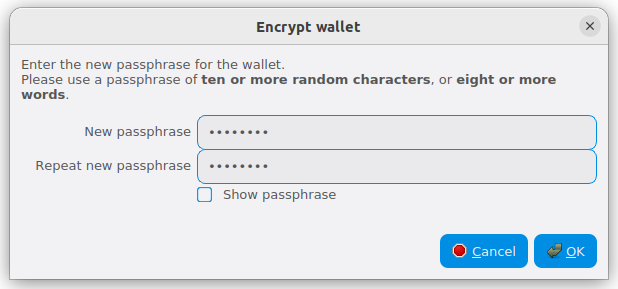 Encrypt wallet
Enter the new passphrase for the wallet.
Please use a passphrase of ten or more random characters, or eight or more
words.
New passphrase ••••••••
Repeat new passphrase ••••••••
Show passphrase
Cancel OK